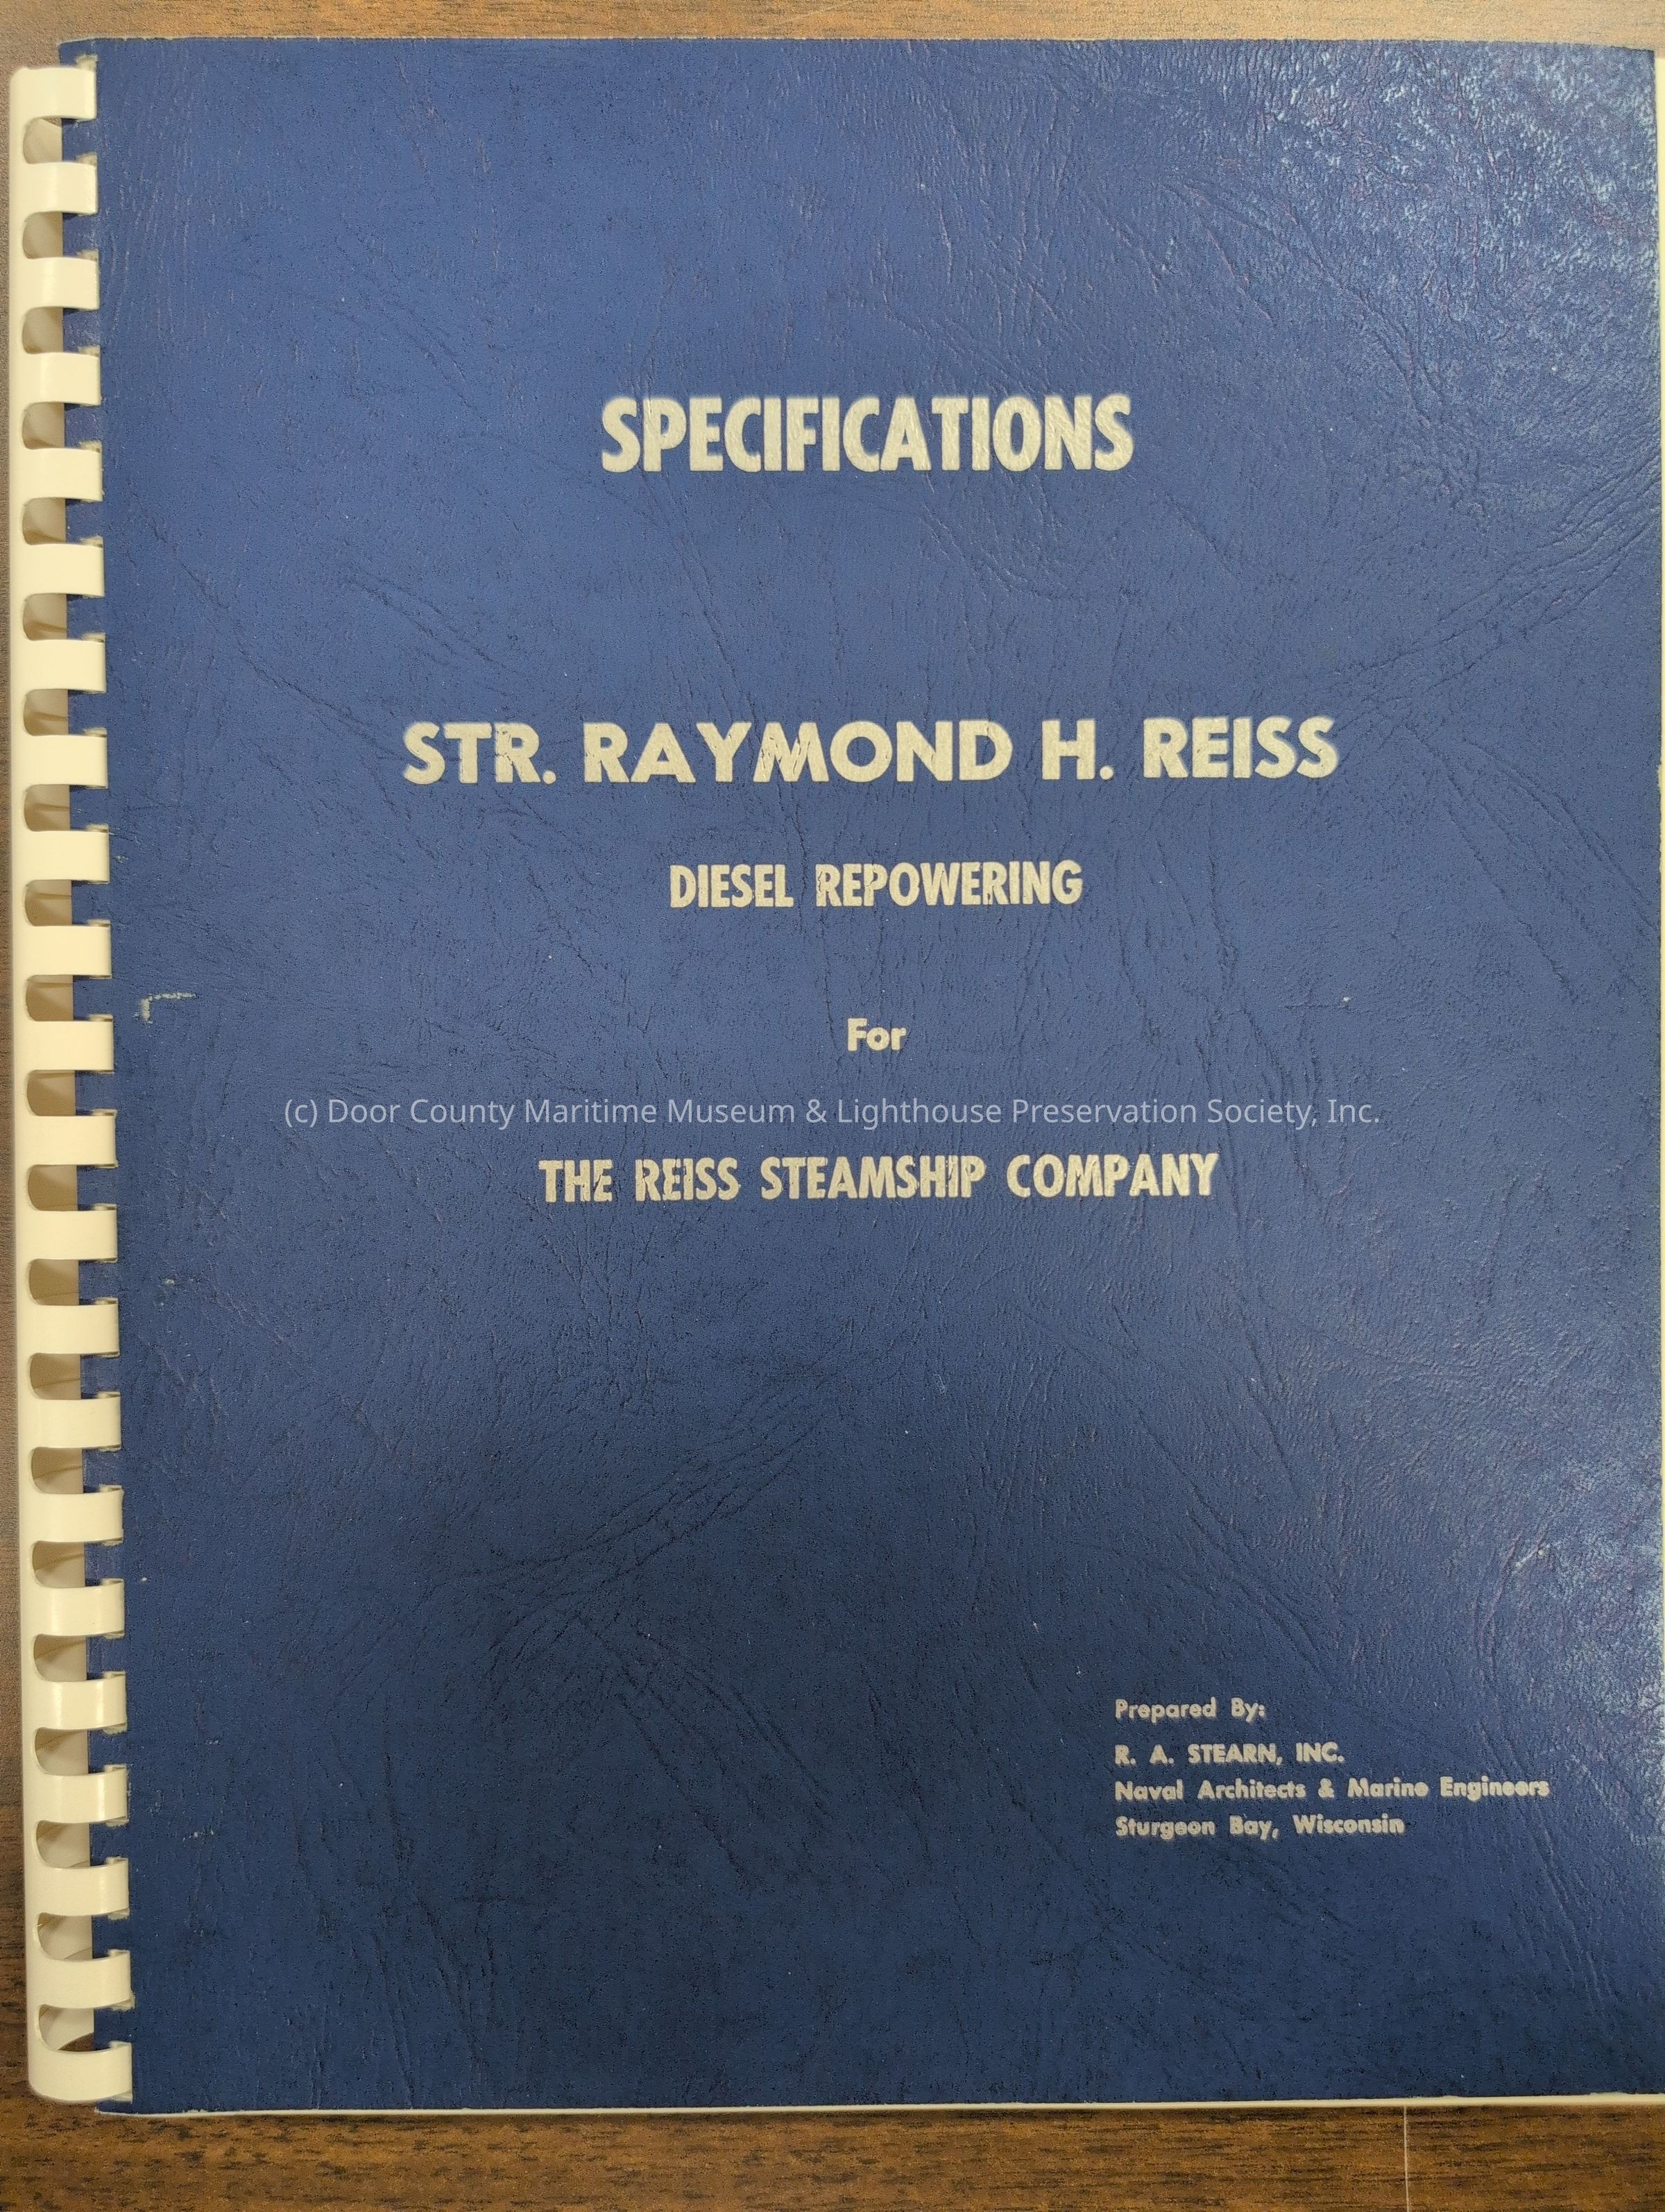 SPECIFICATIONS
STR. RAYMOND H. REISS
DIESEL REPOWERING
For
(c) Door County Maritime Museum & Lighthouse Preservation Society, Inc.
THE REISS STEAMSHIP COMPANY
Prepared By:
R. A. STEARN, INC.
Naval Architects & Marine Engineers
Sturgeon Bay, Wisconsin